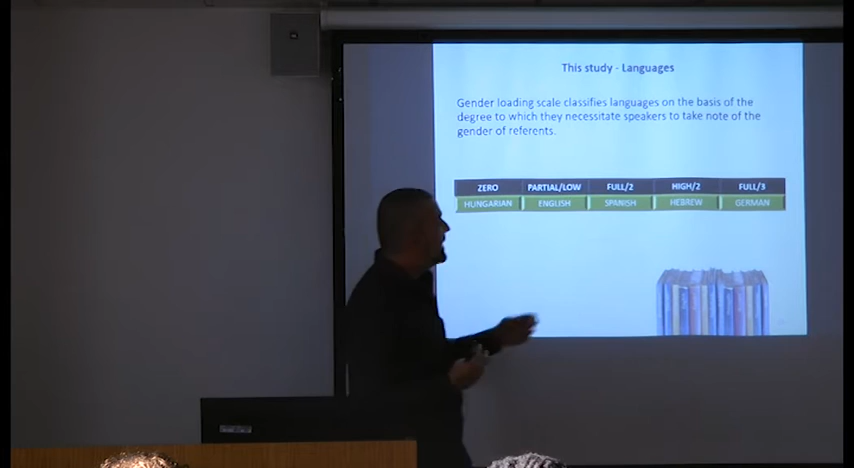 This study - Languages
Gender loading scale classifies languages on the basis of the
degree to which they necessitate speakers to take note of the
gender of referents.
ZERO PARTIAL/LOW FULL/2 HIGH/2 FULL/3
HUNGARIAN ENGLISH SPANISH HEBREW GERMAN